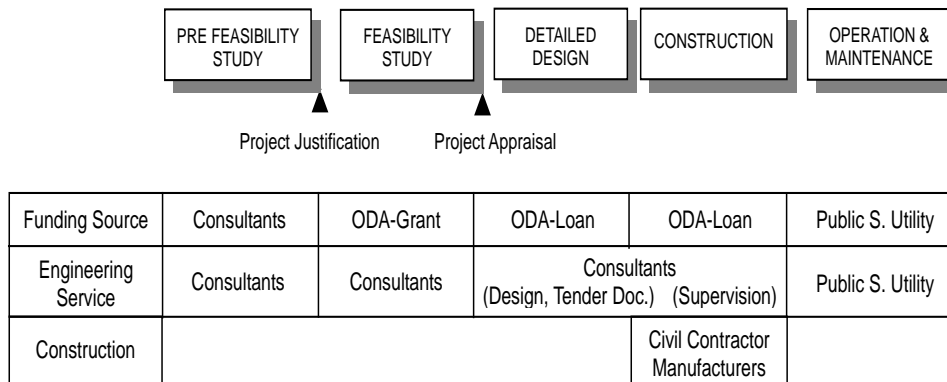 PRE FEASIBILITY
STUDY
FEASIBILITY
STUDY
DETAILED
DESIGN
CONSTRUCTION
OPERATION &
MAINTENANCE
Project Justification
Project Appraisal
Funding Source
Consultants
ODA-Grant
ODA-Loan
ODA-Loan
Public S. Utility
Engineering
Service
Consultants
Consultants
Consultants
(Design, Tender Doc.) (Supervision)
Public S. Utility
Construction
Civil Contractor
Manufacturers